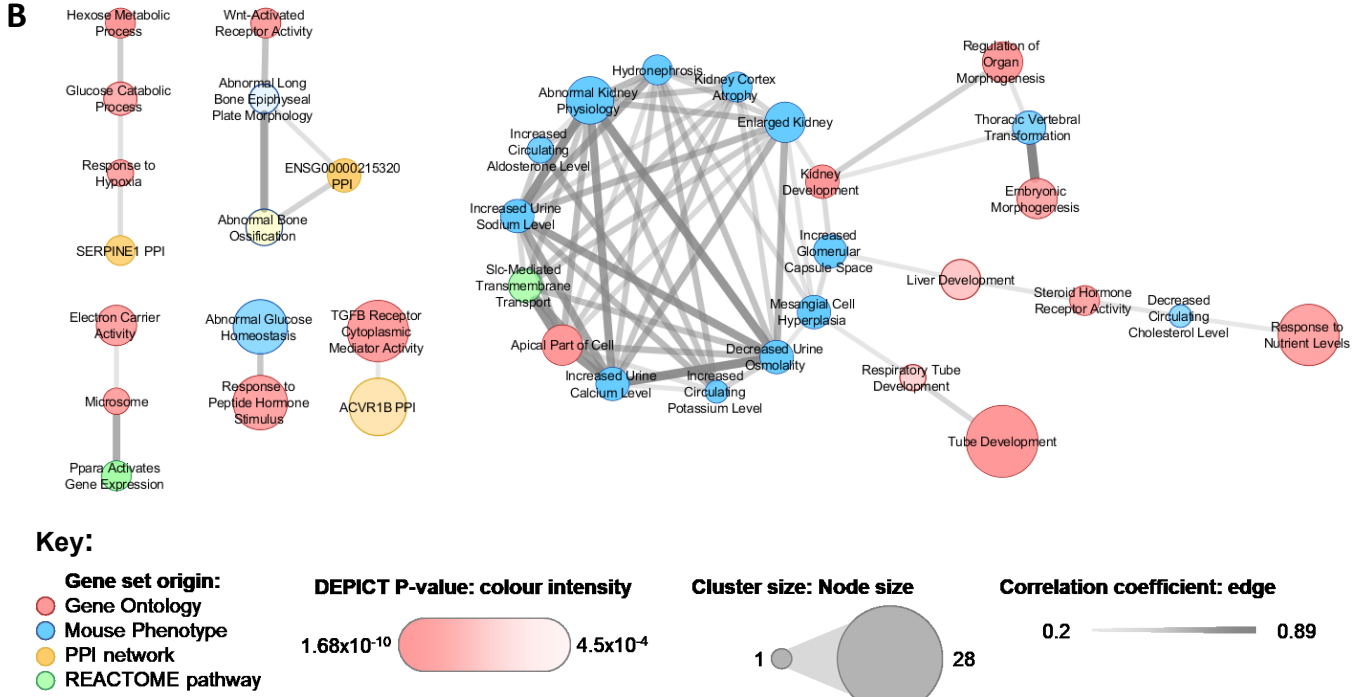 B
Hexose Metabolic
Process
Glucose Catabolic
Process
Response to
Hypoxia
SERPINE1 PPI
Wnt-Activated
Receptor Activity
Abnormal Long
Bone Epiphyseal
Plate Morphology
ENSG00000215320
PPI
Abnormal Bone
Ossification
Electron Carrier
Activity
Microsome
Ppara Activates
Gene Expression
Abnormal Glucose
Homeostasis
Response to
Peptide Hormone
Stimulus
TGFB Receptor
Cytoplasmic
Mediator Activity
ACVR1B PPI
Hydronephrosis
Kidney Cortex
Atrophy
Abnormal Kidney
Physiology
Enlarged Kidney
Increased
Circulating
Aldosterone Level
Increased Urine
Sodium Level
Slc-Mediated
Transmembrane
Transport
Apical Part of Cell
Increased Urine
Calcium Level
Increased
Circulating
Potassium Level
Decreased Urine
Osmolality
Mesangial Cell
Hyperplasia
Increased
Glomerular
Capsule Space
Kidney
Development
Regulation of
Organ
Morphogenesis
Thoracic Vertebral
Transformation
Embryonic
Morphogenesis
Liver Development
Steroid Hormone
Receptor Activity
Decreased
Circulating
Cholesterol Level
Response to
Nutrient Levels
Respiratory Tube
Development
Tube Development
Key:
Gene set origin:
Gene Ontology
Mouse Phenotype
PPI network
REACTOME pathway
DEPICT P-value: colour intensity
1.68x10⁻¹⁰ 4.5x10⁻⁴
Cluster size: Node size
1 28
Correlation coefficient: edge
0.2 0.89